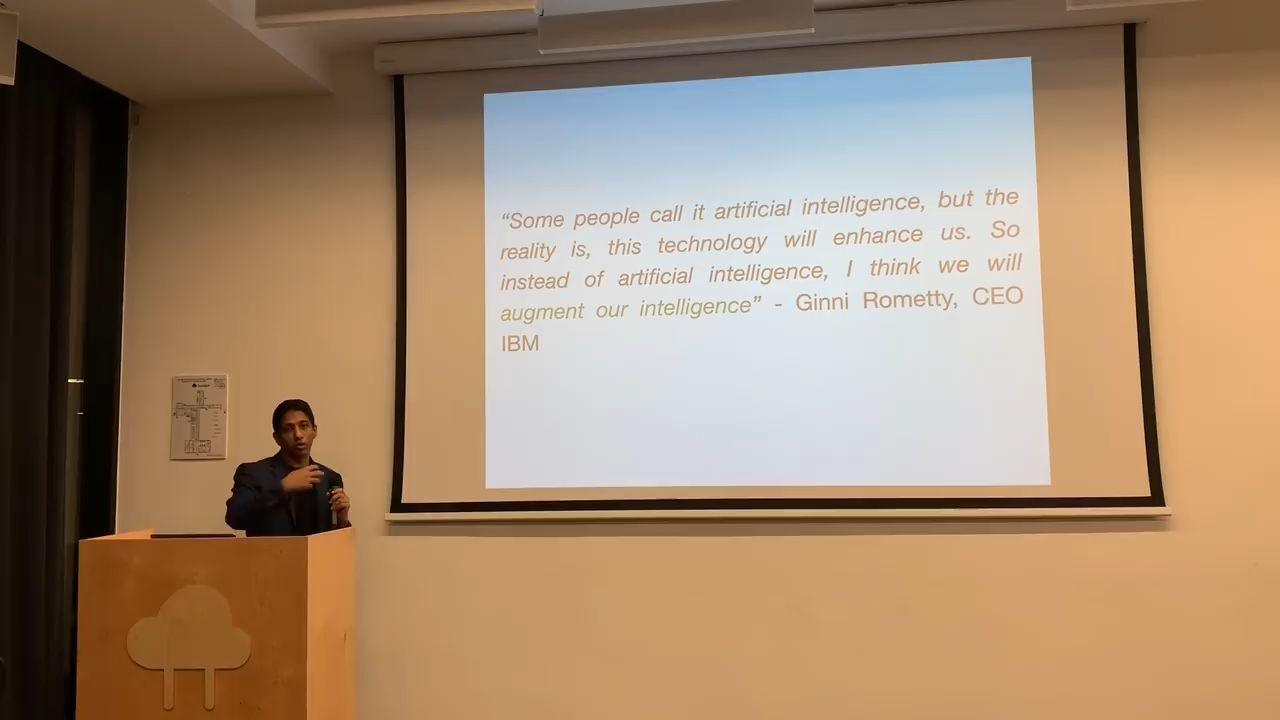 “Some people call it artificial intelligence, but the
reality is, this technology will enhance us. So
instead of artificial intelligence, I think we will
augment our intelligence” - Ginni Rometty, CEO
IBM